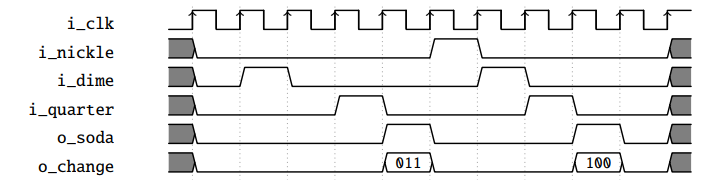 i_clk
i_nickle
i_dime
i_quarter
o_soda
o_change 011 100